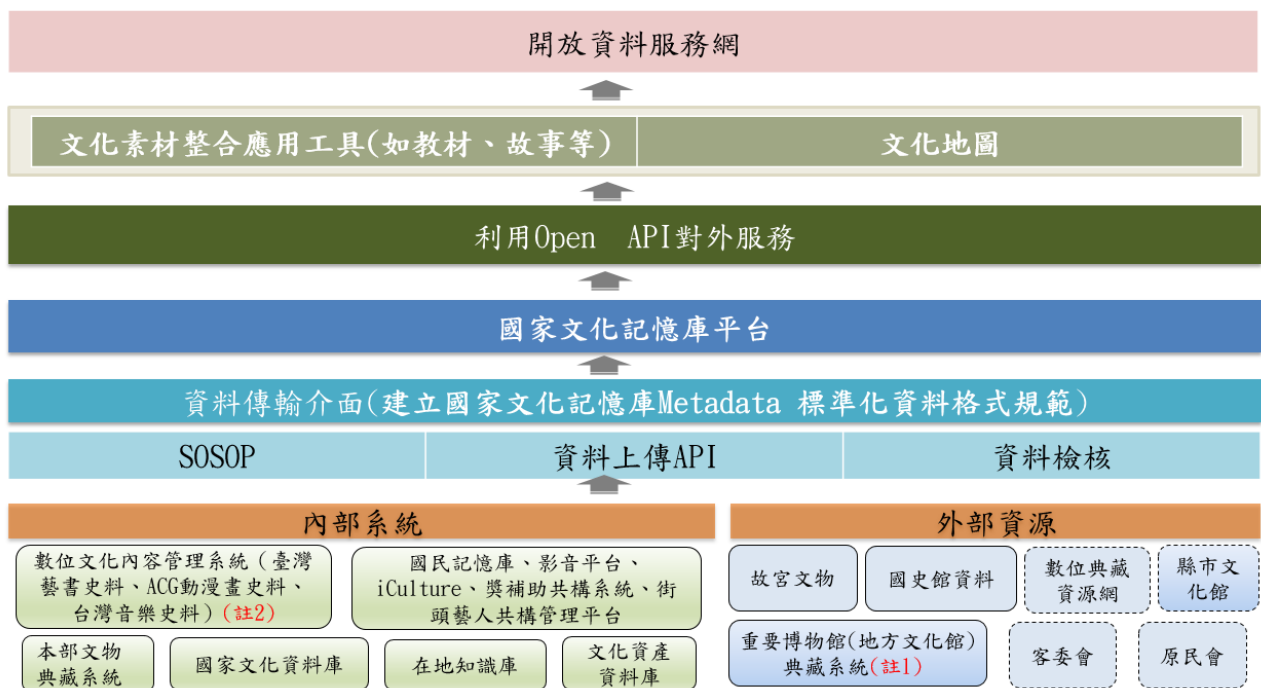 開放資料服務網
文化素材整合應用工具(如教材、故事等)
文化地圖
利用Open API對外服務
國家文化記憶庫平台
資料傳輸介面(建立國家文化記憶庫Metadata 標準化資料格式規範)
SOSOP
資料上傳API
資料檢核
內部系統
數位文化內容管理系統（臺灣
藝書史料、ACG動漫畫史料、
台灣音樂史料）(註2)
國民記憶庫、影音平台、
iCulture、獎補助共構系統、街
頭藝人共構管理平台
本部文物
典藏系統
國家文化資料庫
在地知識庫
文化資產
資料庫
外部資源
故宮文物
國史館資料
數位典藏
資源網
縣市文
化館
重要博物館(地方文化館)
典藏系統(註1)
客委會
原民會